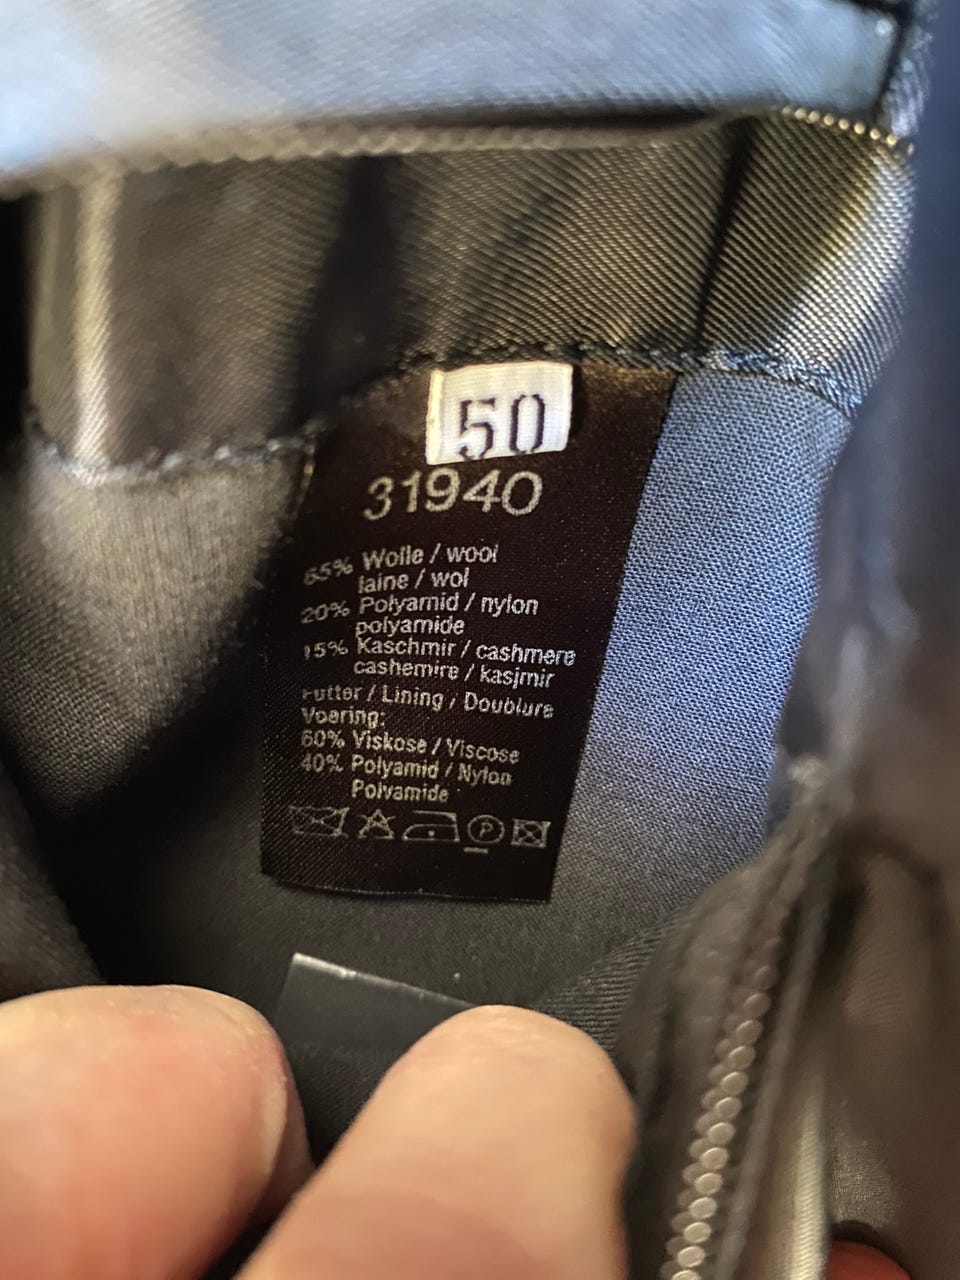 50
31940
65% Wolle / wool
laine / wol
20% Polyamid / nylon
polyamide
15% Kaschmir / cashmere
cashemire / kasjmir
Futter / Lining / Doublure
Voering:
60% Viskose / Viscose
40% Polyamid / Nylon
Polyamide
P